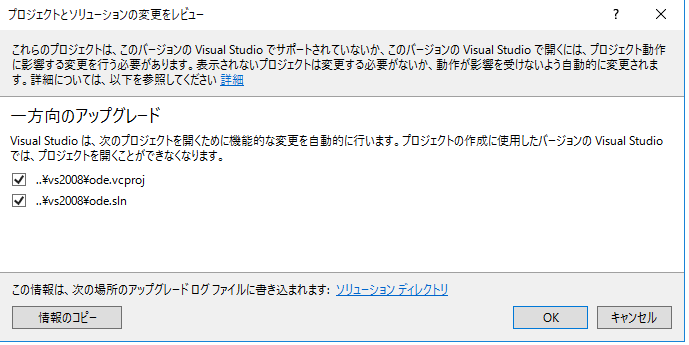 プロジェクトとソリューションの変更をレビュー
これらのプロジェクトは、このバージョンの Visual Studio でサポートされていないか、このバージョンの Visual Studio で開くには、プロジェクト動作
に影響する変更を行う必要があります。表示されないプロジェクトは変更する必要がないか、動作が影響を受けないよう自動的に変更されま
す。詳細については、以下を参照してください 詳細
一方向のアップグレード
Visual Studio は、次のプロジェクトを開くために機能的な変更を自動的に行います。プロジェクトの作成に使用したバージョンの Visual Studio
では、プロジェクトを開くことができなくなります。
..¥vs2008¥ode.vcproj
..¥vs2008¥ode.sln
この情報は、次の場所のアップグレード ログ ファイルに書き込まれます: ソリューション ディレクトリ
情報のコピー OK キャンセル